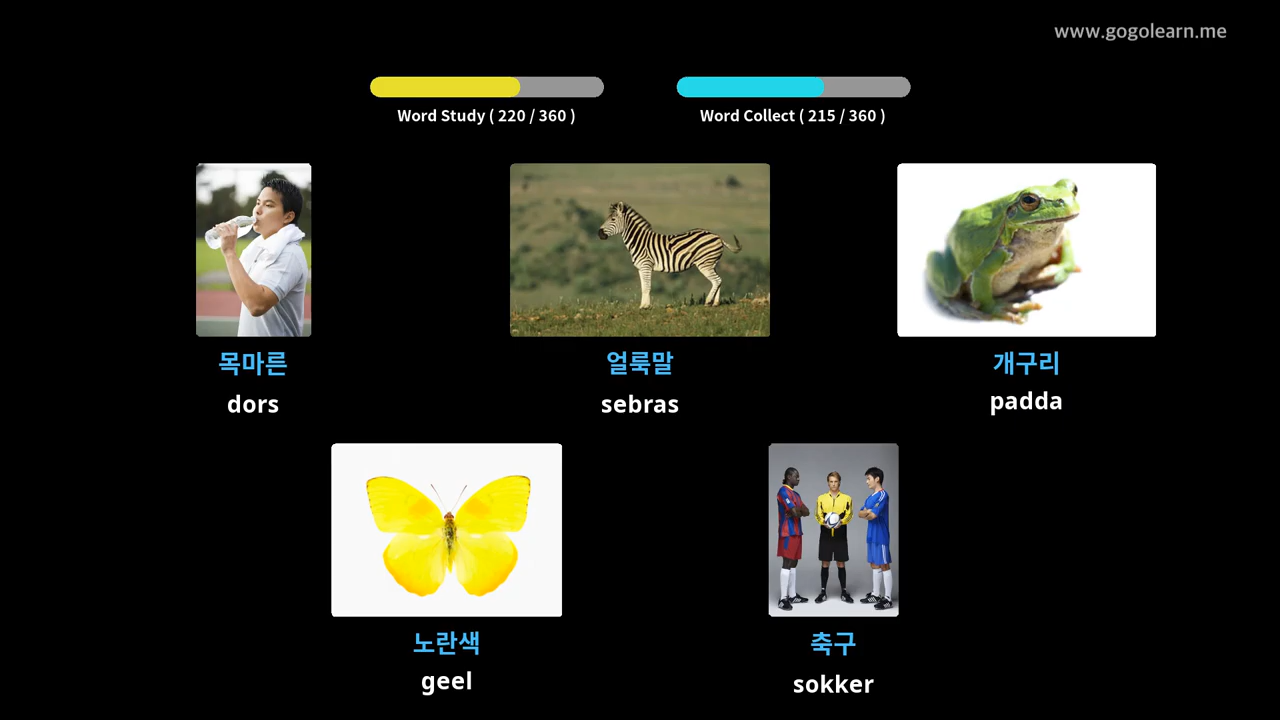 www.gogolearn.me
Word Study ( 220 / 360 )
Word Collect ( 215 / 360 )
목마른
dors
얼룩말
sebras
개구리
padda
노란색
geel
축구
sokker